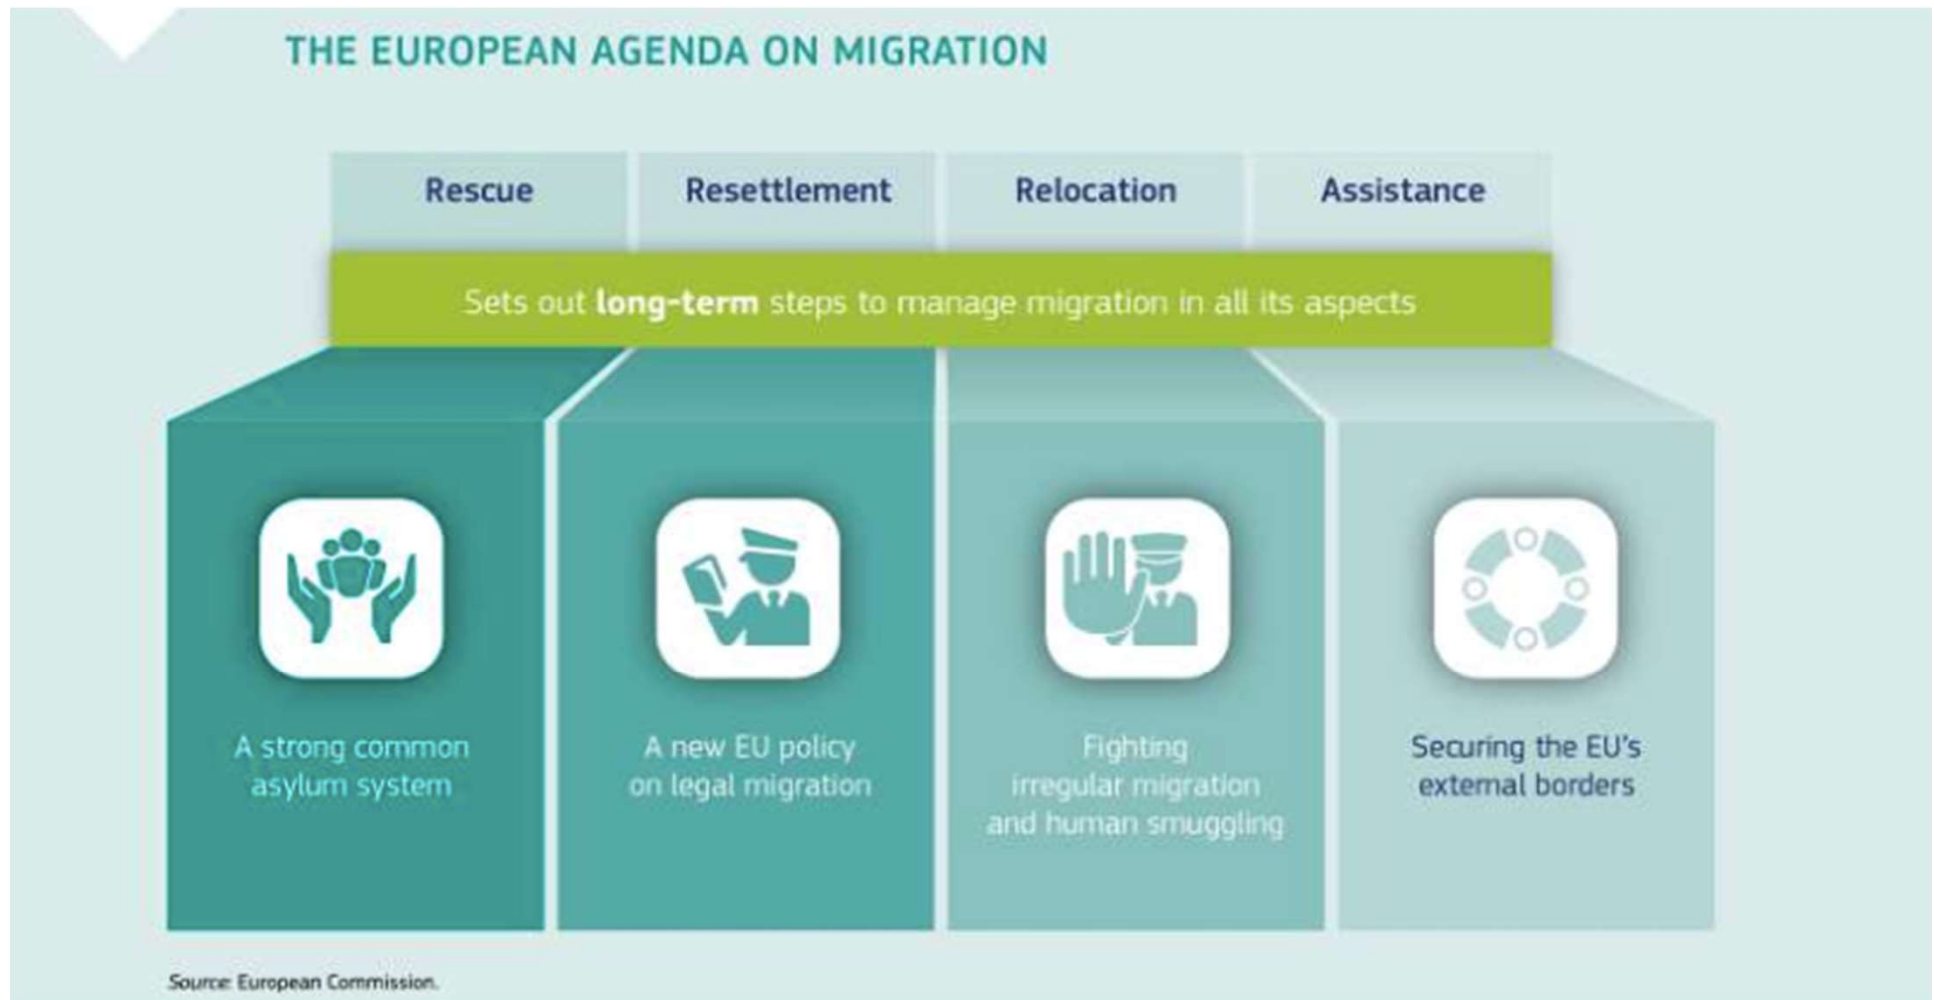 THE EUROPEAN AGENDA ON MIGRATION
Rescue
Resettlement
Relocation
Assistance
Sets out long-term steps to manage migration in all its aspects
A strong common
asylum system
A new EU policy
on legal migration
Fighting
irregular migration
and human smuggling
Securing the EU's
external borders
Source: European Commission.